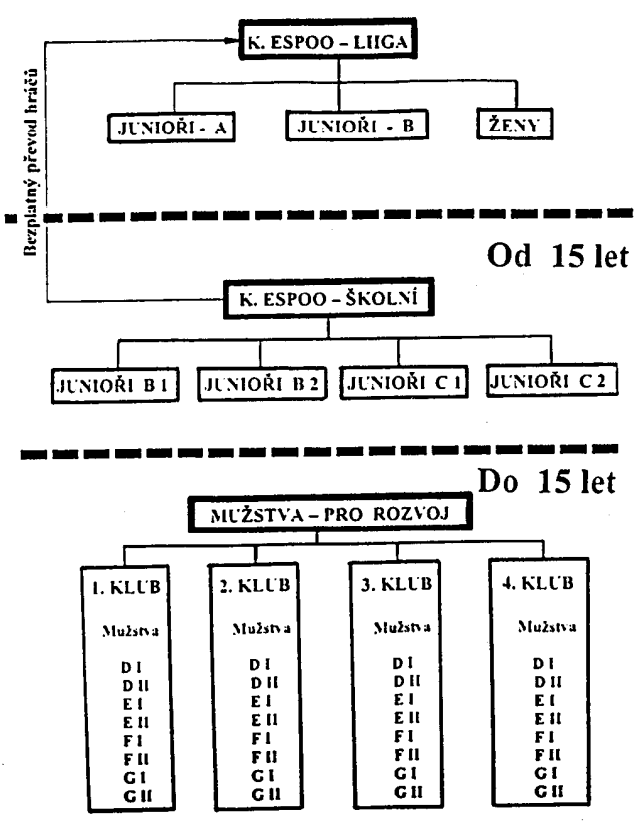 K. ESPOO – LIIGA
JUNIOŘI - A
JUNIOŘI - B
ŽENY
Bezplatný převod hráčů
Od 15 let
K. ESPOO – ŠKOLNÍ
JUNIOŘI B 1
JUNIOŘI B 2
JUNIOŘI C 1
JUNIOŘI C 2
Do 15 let
MUŽSTVA – PRO ROZVOJ
1. KLUB
Mužstva
D I
D II
E I
E II
F I
F II
G I
G II
2. KLUB
Mužstva
D I
D II
E I
E II
F I
F II
G I
G II
3. KLUB
Mužstva
D I
D II
E I
E II
F I
F II
G I
G II
4. KLUB
Mužstva
D I
D II
E I
E II
F I
F II
G I
G II